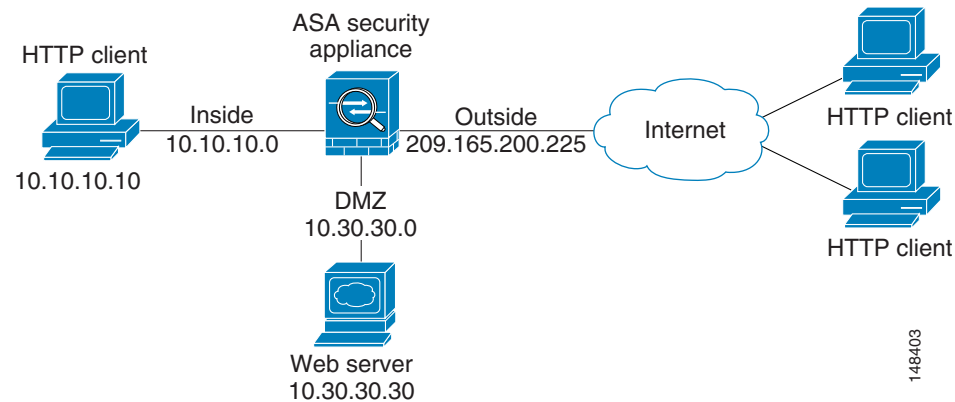 ASA security
appliance
HTTP client
Inside
10.10.10.0
Outside
209.165.200.225
Internet
HTTP client
10.10.10.10
DMZ
10.30.30.0
HTTP client
Web server
10.30.30.30
148403